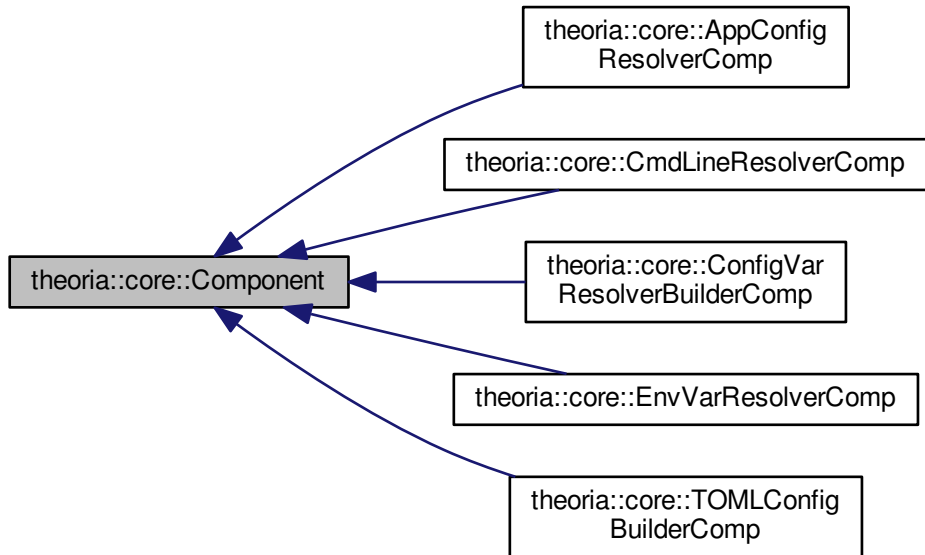 theoria::core::AppConfig
ResolverComp
theoria::core::CmdLineResolverComp
theoria::core::Component
theoria::core::ConfigVar
ResolverBuilderComp
theoria::core::EnvVarResolverComp
theoria::core::TOMLConfig
BuilderComp